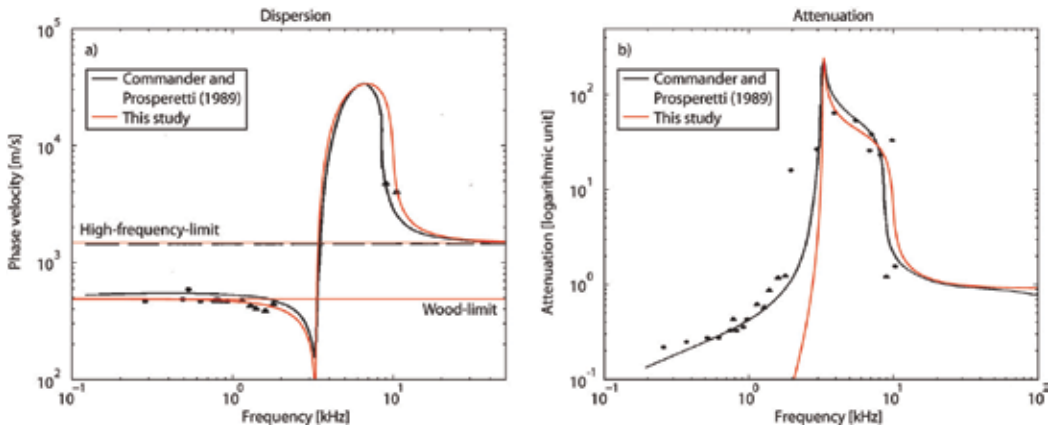 Dispersion
a)
Commander and
Prosperetti (1989)
This study
High-frequency-limit
Wood-limit
Phase velocity [m/s]
10^5
10^4
10^3
10^2
10^-1
10^0
10^1
Frequency [kHz]
Attenuation
b)
Commander and
Prosperetti (1989)
This study
Attenuation [logarithmic unit]
10^2
10^1
10^0
10^-1
10^-1
10^0
10^1
10^2
Frequency [kHz]